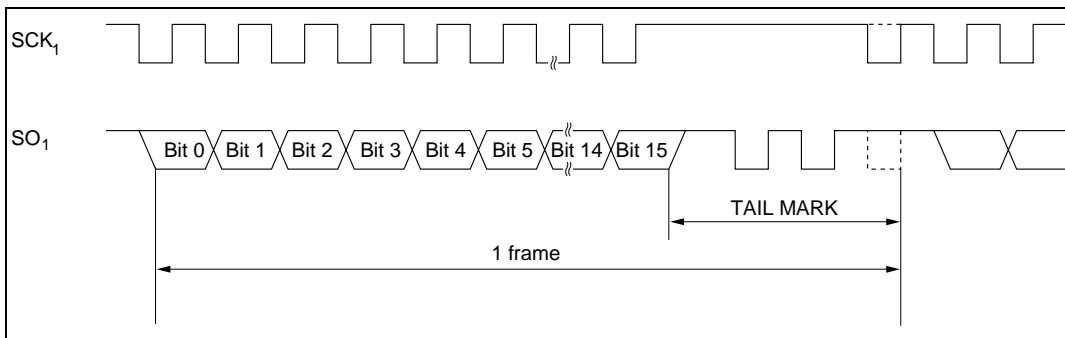 SCK1
SO1
Bit 0 Bit 1 Bit 2 Bit 3 Bit 4 Bit 5 Bit 14 Bit 15
TAIL MARK
1 frame